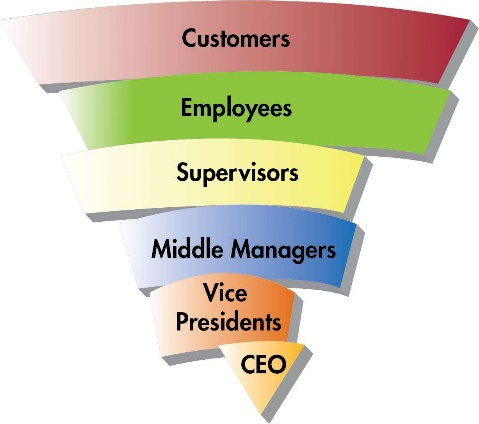 Customers
Employees
Supervisors
Middle Managers
Vice
Presidents
CEO